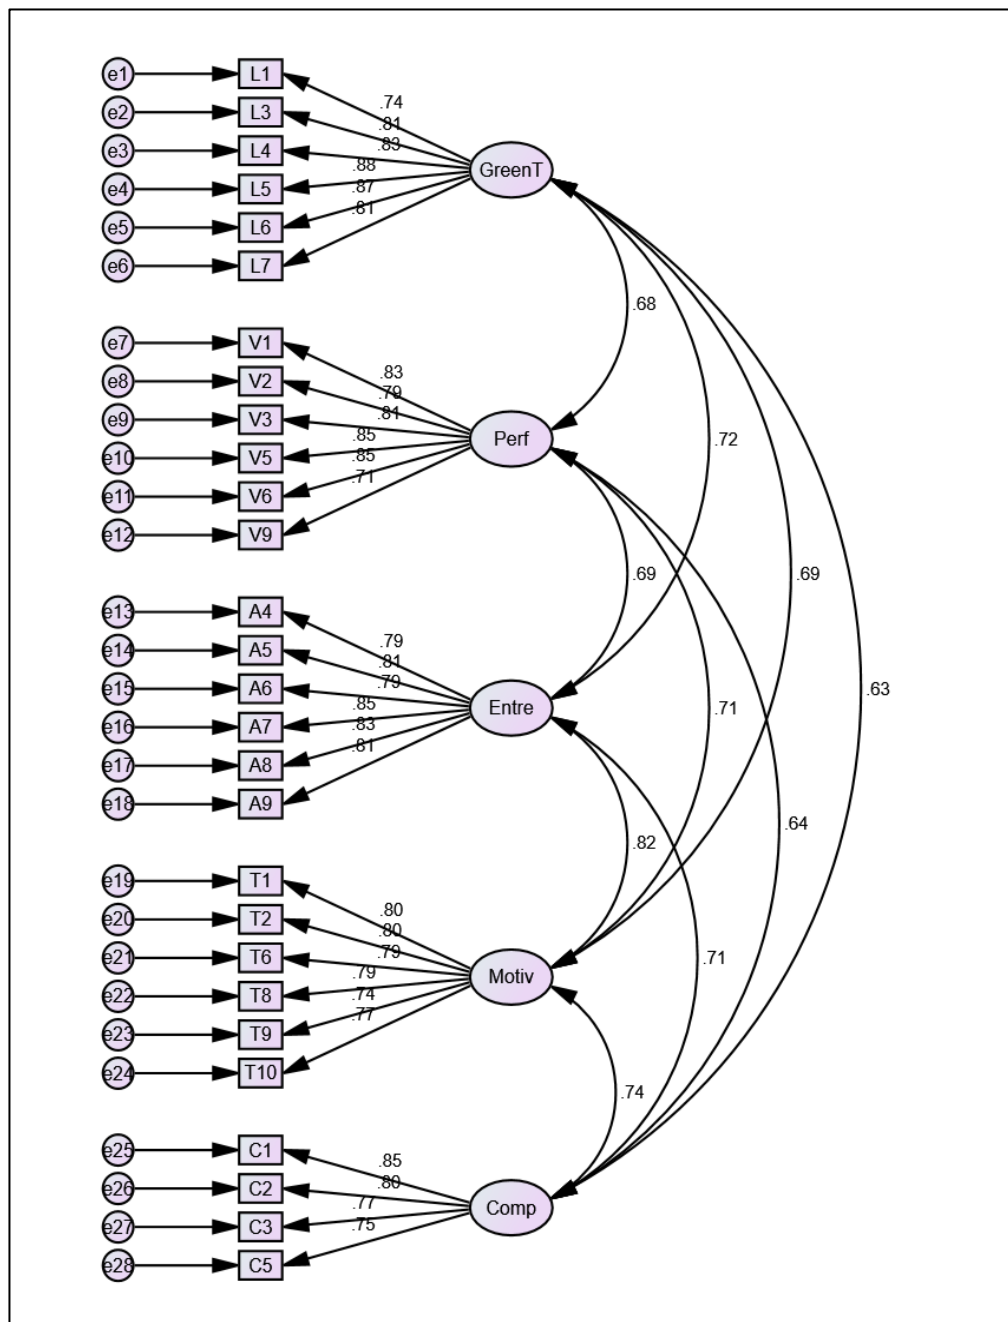 e1 L1
.74
e2 L3
.81
e3 L4
.83
GreenT
.88
e4 L5
.87
e5 L6
.81
e6 L7
.68
e7 V1
.83
e8 V2
.79
e9 V3
.81
Perf
.72
.85
e10 V5
.85
e11 V6
.71
e12 V9
.69
.69
e13 A4
.79
e14 A5
.81
e15 A6
.79
.63
Entre
.71
.85
e16 A7
.83
e17 A8
.81
e18 A9
.64
.82
e19 T1
.80
e20 T2
.80
e21 T6
.79
.71
Motiv
.79
e22 T8
.74
e23 T9
.77
e24 T10
.74
e25 C1
.85
e26 C2
.80
.77
Comp
e27 C3
.75
e28 C5